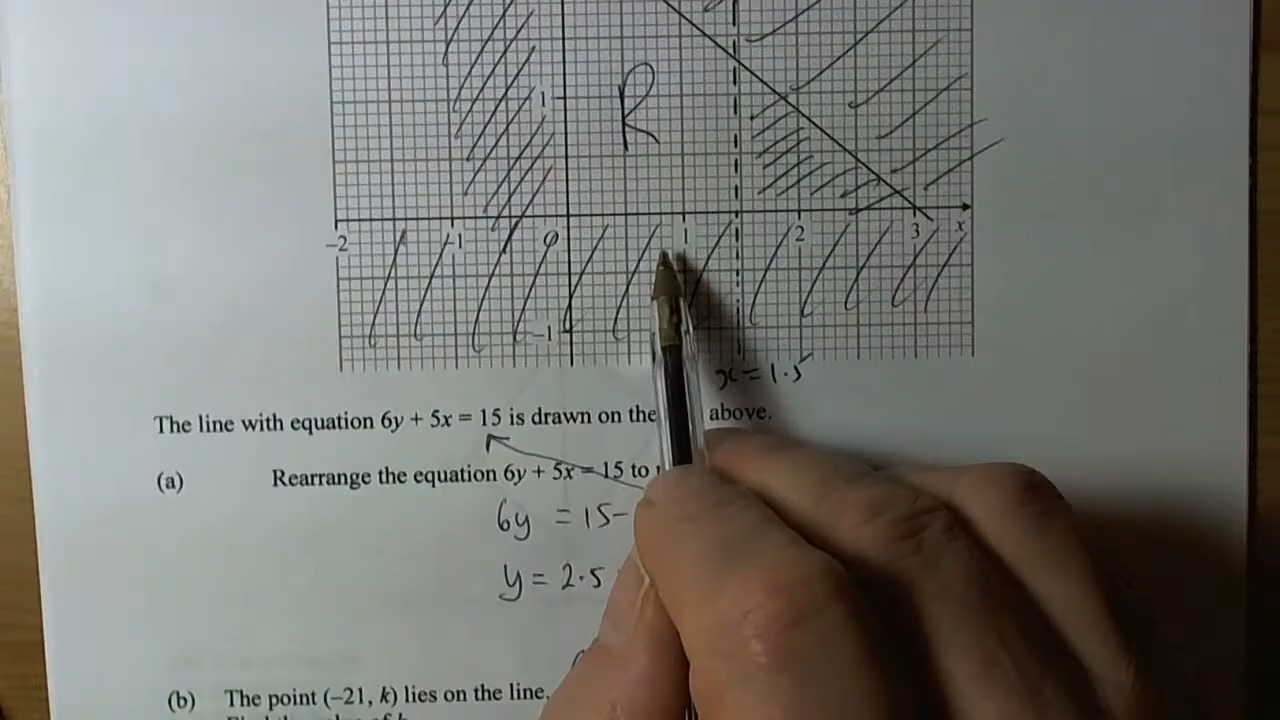 R
1
-2 -1 0 1 2 3 x
-1
x = 1.5
The line with equation 6y + 5x = 15 is drawn on the above.
(a) Rearrange the equation 6y + 5x = 15 to
6y = 15-
y = 2.5
(b) The point (–21, k) lies on the line.